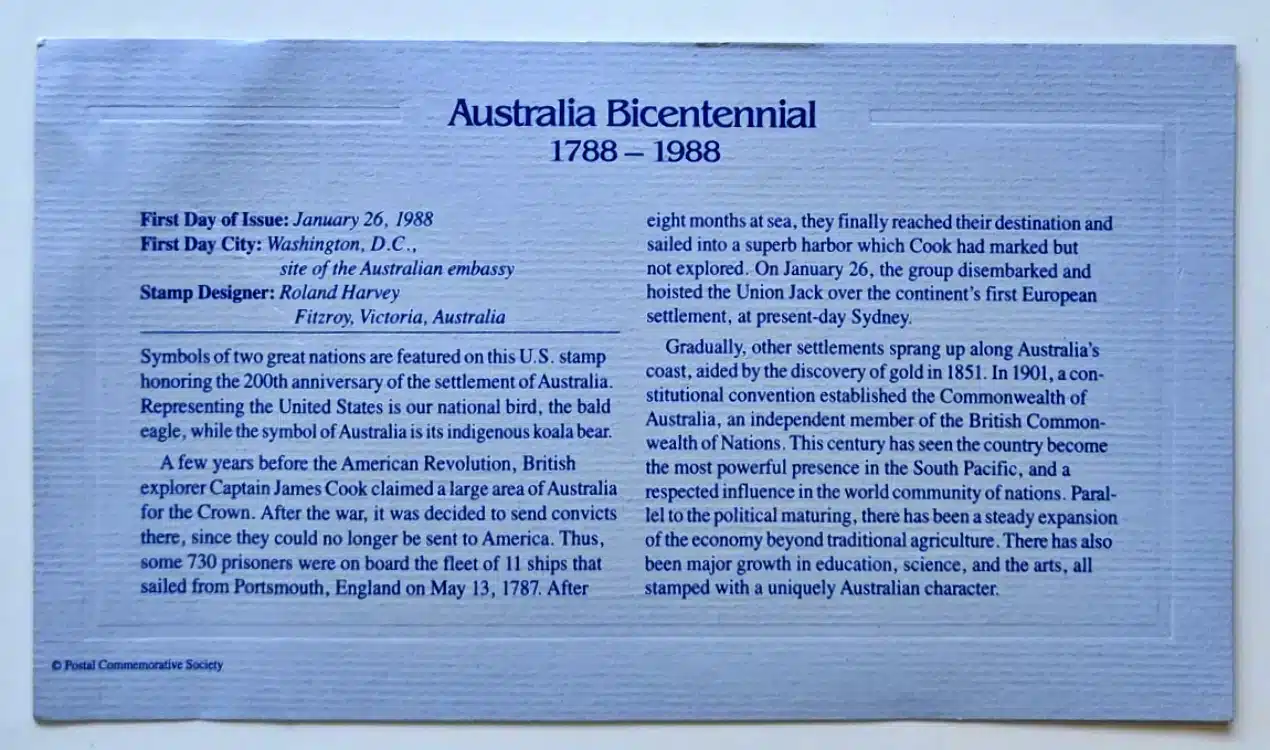 Australia Bicentennial
1788 – 1988
First Day of Issue: January 26, 1988
First Day City: Washington, D.C.,
site of the Australian embassy
Stamp Designer: Roland Harvey
Fitzroy, Victoria, Australia
Symbols of two great nations are featured on this U.S. stamp
honoring the 200th anniversary of the settlement of Australia.
Representing the United States is our national bird, the bald
eagle, while the symbol of Australia is its indigenous koala bear.
A few years before the American Revolution, British
explorer Captain James Cook claimed a large area of Australia
for the Crown. After the war, it was decided to send convicts
there, since they could no longer be sent to America. Thus,
some 730 prisoners were on board the fleet of 11 ships that
sailed from Portsmouth, England on May 13, 1787. After
eight months at sea, they finally reached their destination and
sailed into a superb harbor which Cook had marked but
not explored. On January 26, the group disembarked and
hoisted the Union Jack over the continent's first European
settlement, at present-day Sydney.
Gradually, other settlements sprang up along Australia's
coast, aided by the discovery of gold in 1851. In 1901, a con-
stitutional convention established the Commonwealth of
Australia, an independent member of the British Common-
wealth of Nations. This century has seen the country become
the most powerful presence in the South Pacific, and a
respected influence in the world community of nations. Paral-
lel to the political maturing, there has been a steady expansion
of the economy beyond traditional agriculture. There has also
been major growth in education, science, and the arts, all
stamped with a uniquely Australian character.
© Postal Commemorative Society